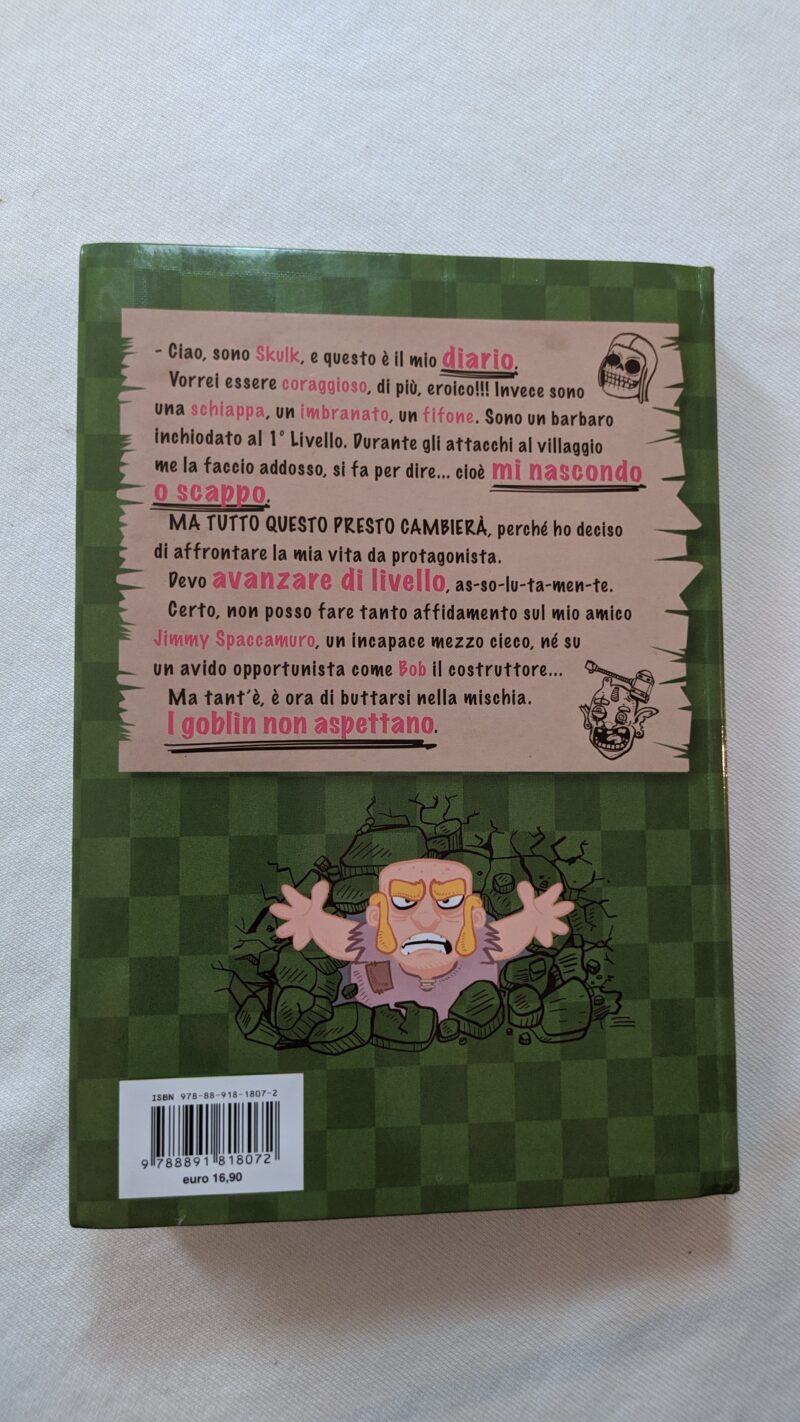 - Ciao, sono Skulk, e questo è il mio diario.
Vorrei essere coraggioso, di più, eroico!!! Invece sono
una schiappa, un imbranato, un fifone. Sono un barbaro
inchiodato al 1° Livello. Durante gli attacchi al villaggio
me la faccio addosso, si fa per dire... cioè mi nascondo
o scappo.
MA TUTTO QUESTO PRESTO CAMBIERÀ, perché ho deciso
di affrontare la mia vita da protagonista.
Devo avanzare di livello, as-so-lu-ta-men-te.
Certo, non posso fare tanto affidamento sul mio amico
Jimmy Spaccamuro, un incapace mezzo cieco, né su
un avido opportunista come Bob il costruttore...
Ma tant'è, è ora di buttarsi nella mischia.
I goblin non aspettano.
ISBN 978-88-918-1807-2
9 788891 818072
euro 16,90